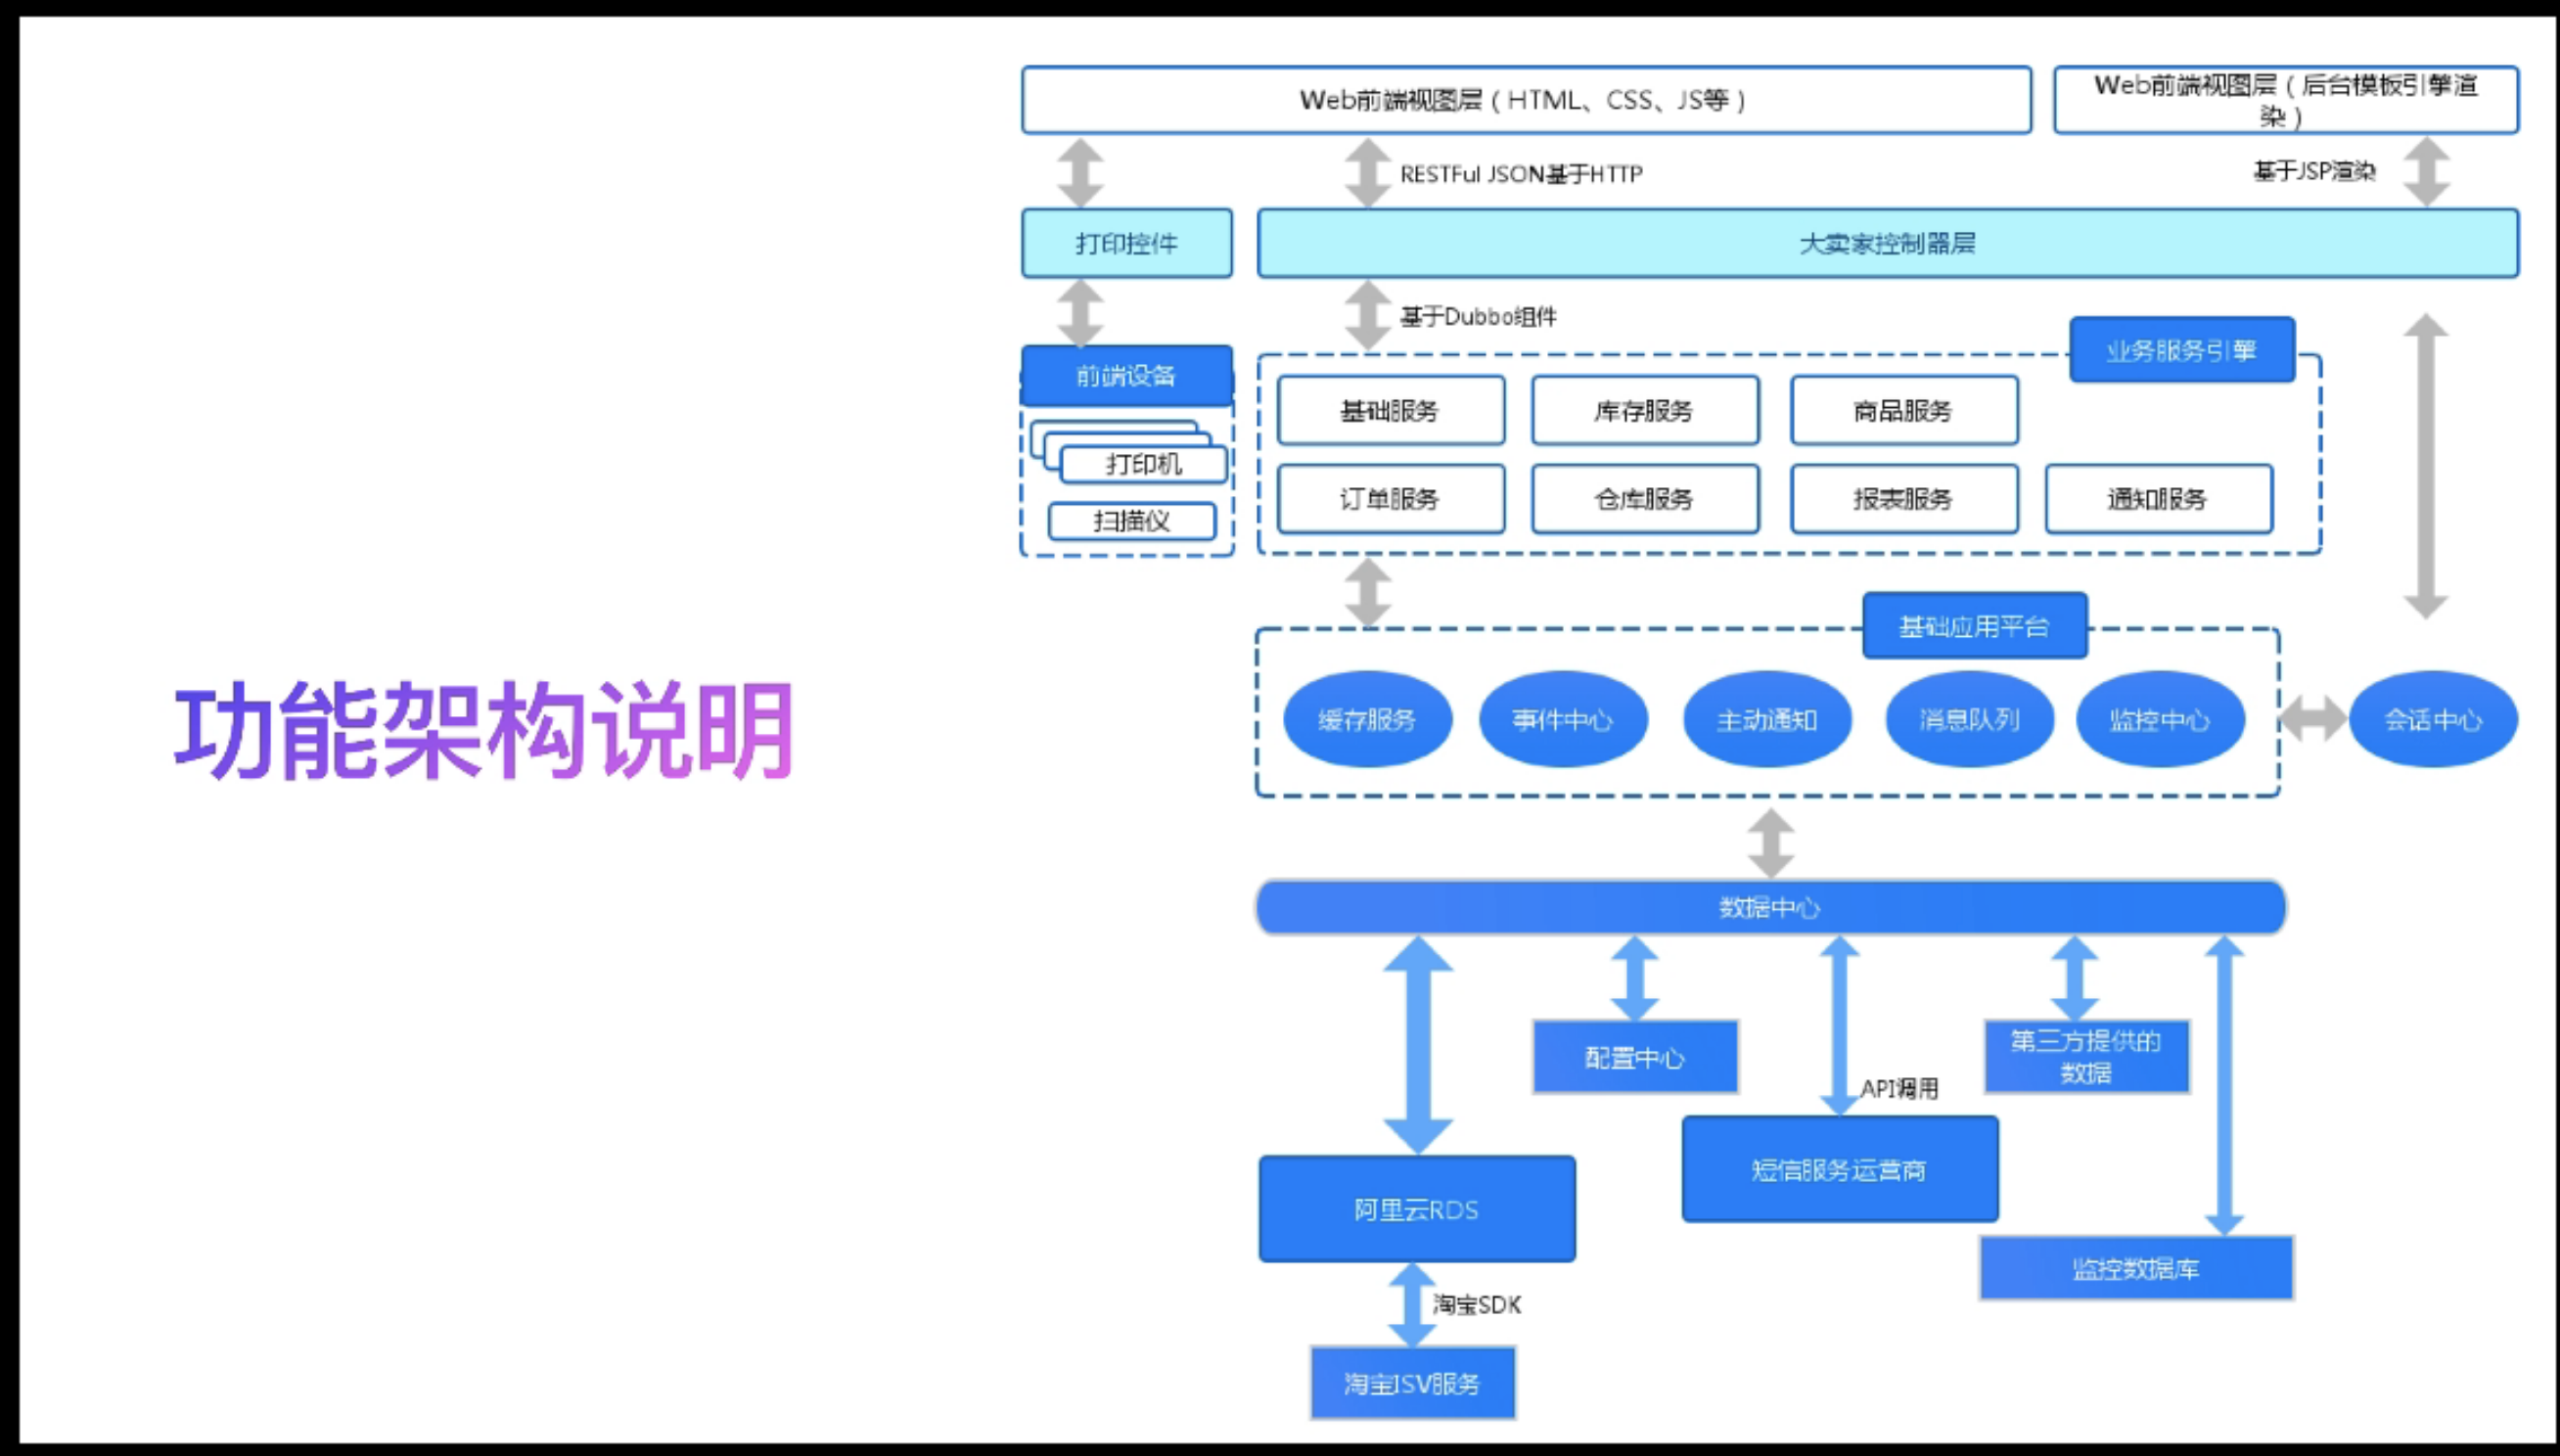 功能架构说明
Web前端视图层（HTML、CSS、JS等）
Web前端视图层（后台模板引擎渲
染）
RESTFul JSON基于HTTP
基于JSP渲染
打印控件
大卖家控制器层
基于Dubbo组件
前端设备
打印机
扫描仪
业务服务引擎
基础服务
库存服务
商品服务
订单服务
仓库服务
报表服务
通知服务
基础应用平台
缓存服务
事件中心
主动通知
消息队列
监控中心
会话中心
数据中心
配置中心
第三方提供的
数据
API调用
短信服务运营商
阿里云RDS
监控数据库
淘宝SDK
淘宝ISV服务